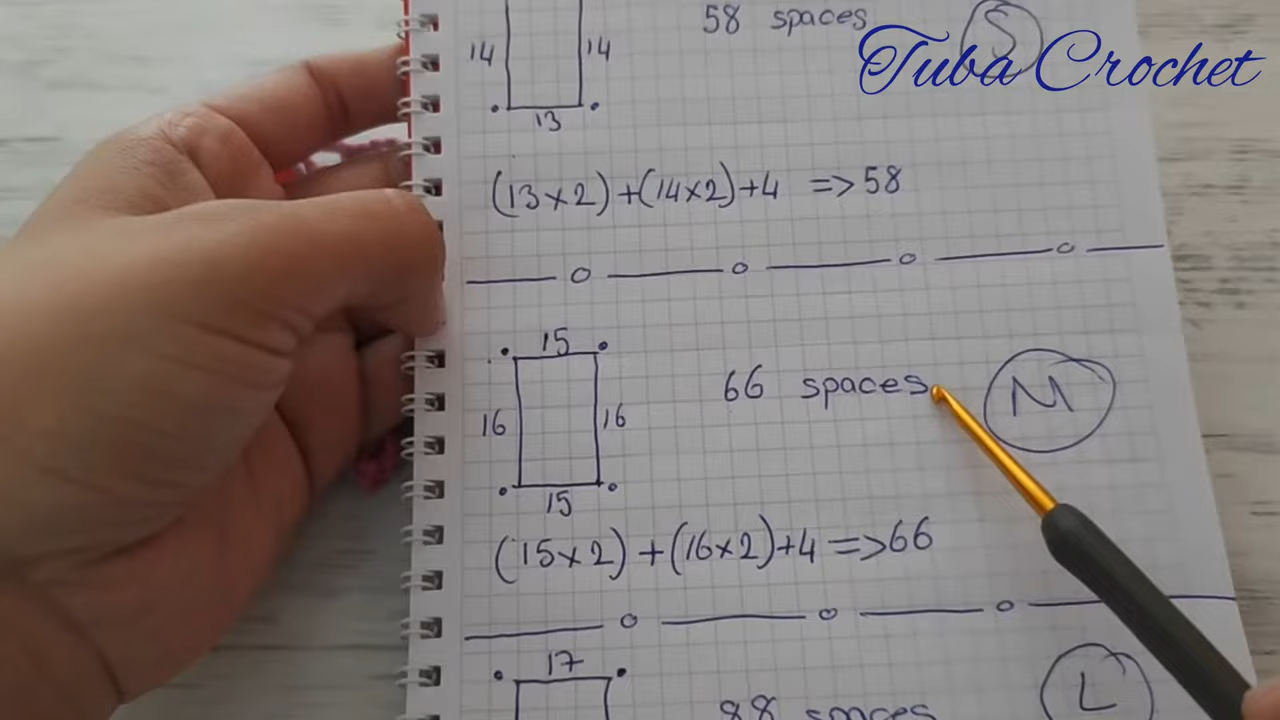 58 spaces S
Tuba Crochet
14 14
13
(13x2)+(14x2)+4 => 58
15
66 spaces M
16 16
15
(15x2)+(16x2)+4 => 66
17
spaces L